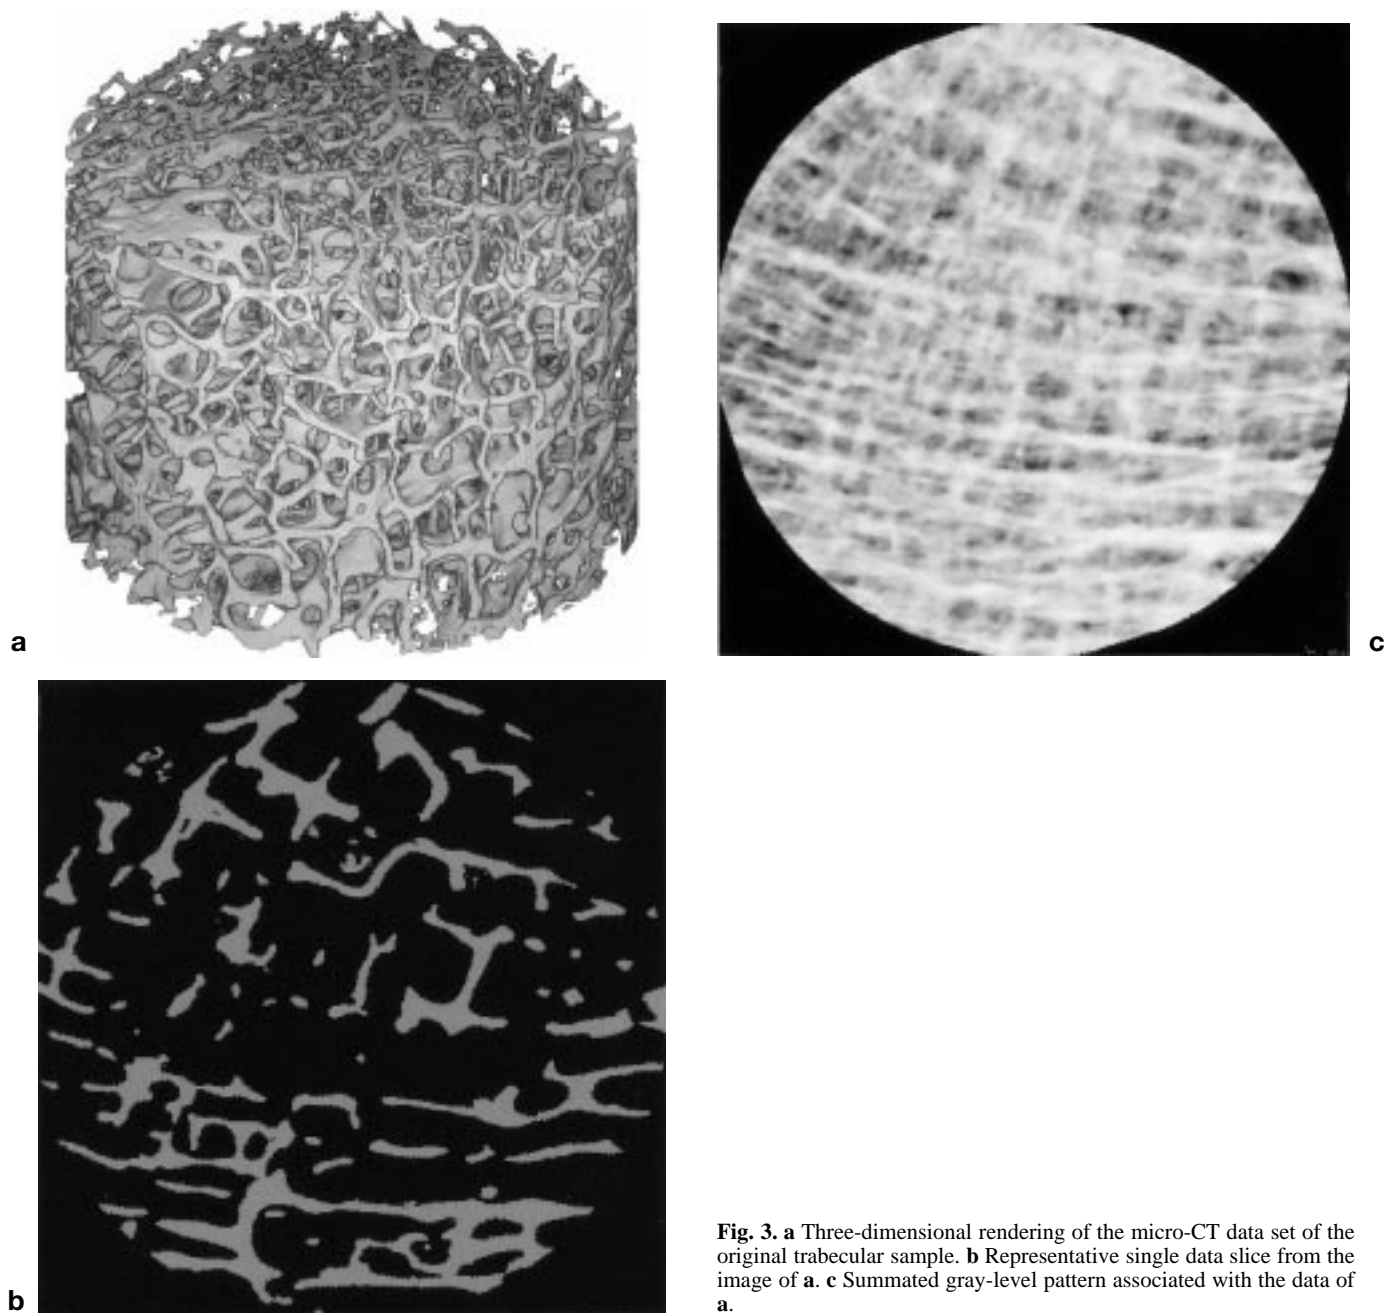 a
c
b
Fig. 3. a Three-dimensional rendering of the micro-CT data set of the
original trabecular sample. b Representative single data slice from the
image of a. c Summated gray-level pattern associated with the data of
a.